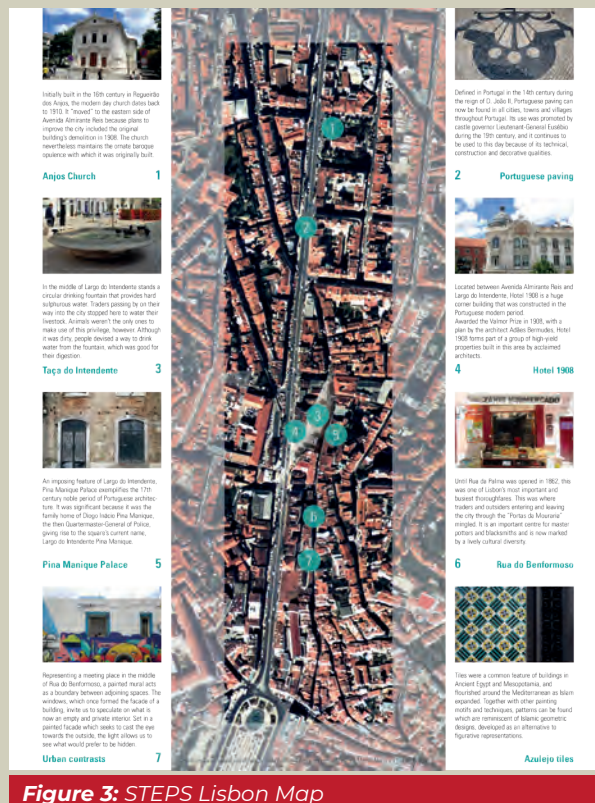 Initially built in the 16th century in Regueirão
dos Anjos, the modern day church dates back
to 1910. It "moved" to the eastern side of
Avenida Almirante Reis because plans to
improve the city included the original
building's demolition in 1908. The church
nevertheless maintains the ornate baroque
opulence with which it was originally built.
Anjos Church 1
In the middle of Largo do Intendente stands a
circular drinking fountain that provides hard
sulphurous water. Traders passing by on their
way into the city stopped here to water their
livestock. Animals weren't the only ones to
make use of this privilege, however. Although
it was dirty, people devised a way to drink
water from the fountain, which was good for
their digestion.
Taça do Intendente 3
An imposing feature of Largo do Intendente,
Pina Manique Palace exemplifies the 17th
century noble period of Portuguese architec-
ture. It was significant because it was the
family home of Diogo Inácio Pina Manique,
the then Quartermaster-General of Police,
giving rise to the square's current name,
Largo do Intendente Pina Manique.
Pina Manique Palace 5
Representing a meeting place in the middle
of Rua do Benformoso, a painted mural acts
as a boundary between adjoining spaces. The
windows, which once formed the facade of a
building, invite us to speculate on what is
now an empty and private interior. Set in a
painted facade which seeks to cast the eye
towards the outside, the light allows us to
see what would prefer to be hidden.
Urban contrasts 7
1
2
3
4
5
6
7
Defined in Portugal in the 14th century during
the reign of D. João II, Portuguese paving can
now be found in all cities, towns and villages
throughout Portugal. Its use was promoted by
castle governor Lieutenant-General Eusébio
during the 19th century, and it continues to
be used to this day because of its technical,
construction and decorative qualities.
2 Portuguese paving
Located between Avenida Almirante Reis and
Largo do Intendente, Hotel 1908 is a huge
corner building that was constructed in the
Portuguese modern period.
Awarded the Valmor Prize in 1908, with a
plan by the architect Adães Bermudes, Hotel
1908 forms part of a group of high-yield
properties built in this area by acclaimed
architects.
4 Hotel 1908
Until Rua da Palma was opened in 1862, this
was one of Lisbon's most important and
busiest thoroughfares. This was where
traders and outsiders entering and leaving
the city through the "Portas da Mouraria"
mingled. It is an important centre for master
potters and blacksmiths and is now marked
by a lively cultural diversity.
6 Rua do Benformoso
Tiles were a common feature of buildings in
Ancient Egypt and Mesopotamia, and
flourished around the Mediterranean as Islam
expanded. Together with other painting
motifs and techniques, patterns can be found
which are reminiscent of Islamic geometric
designs, developed as an alternative to
figurative representations.
Azulejo tiles
Figure 3: STEPS Lisbon Map